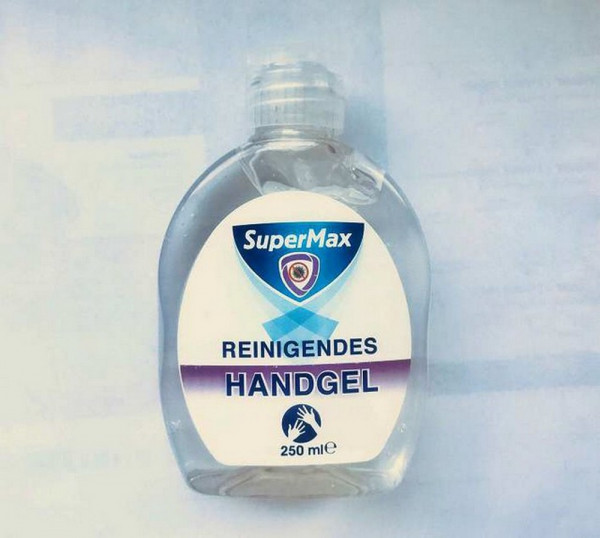 SuperMax
REINIGENDES
HANDGEL
250 ml℮